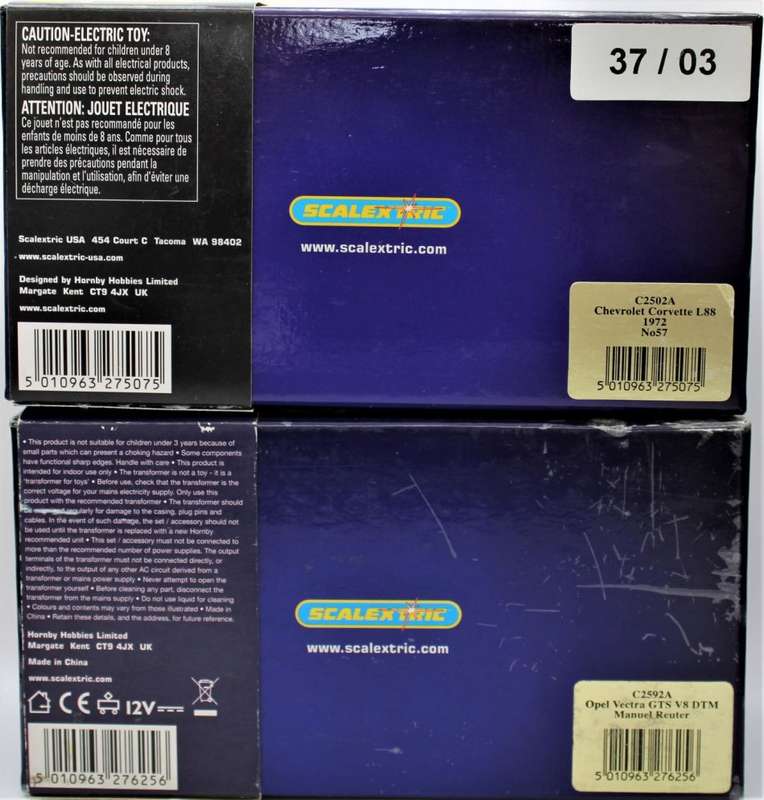 CAUTION-ELECTRIC TOY:
Not recommended for children under 8
years of age. As with all electrical products,
precautions should be observed during
handling and use to prevent electric shock.
ATTENTION: JOUET ELECTRIQUE
Ce jouet n'est pas recommandé pour les
enfants de moins de 8 ans. Comme pour tous
les articles électriques, il est nécessaire de
prendre des précautions pendant la
manipulation et l'utilisation, afin d'éviter une
décharge électrique.
Scalextric USA 454 Court C Tacoma WA 98402
www.scalextric-usa.com
Designed by Hornby Hobbies Limited
Margate Kent CT9 4JX UK
www.scalextric.com
5 010963 275075
37 / 03
SCALEXTRIC
www.scalextric.com
C2502A
Chevrolet Corvette L88
1972
No57
5 010963 275075
• This product is not suitable for children under 3 years because of
small parts which can present a choking hazard • Some components
have functional sharp edges. Handle with care • This product is
intended for indoor use only • The transformer is not a toy - it is a
'transformer for toys' • Before use, check that the transformer is the
correct voltage for your mains electricity supply. Only use this
product with the recommended transformer • The transformer should
be regularly for damage to the casing, plug pins and
cables. In the event of such damage, the set / accessory should not
be used until the transformer is replaced with a new Hornby
recommended unit • This set / accessory must not be connected to
more than the recommended number of power supplies. The output
terminals of the transformer must not be connected directly, or
indirectly, to the output of any other AC circuit derived from a
transformer or mains power supply • Never attempt to open the
transformer yourself • Before cleaning any part, disconnect the
transformer from the mains supply • Do not use liquid for cleaning
• Colours and contents may vary from those illustrated • Made in
China • Retain these details, and the address, for future reference.
Hornby Hobbies Limited
Margate Kent CT9 4JX UK
Made in China
www.scalextric.com
CE 12V
5 010963 276256
SCALEXTRIC
www.scalextric.com
C2592A
Opel Vectra GTS V8 DTM
Manuel Reuter
5 010963 276256